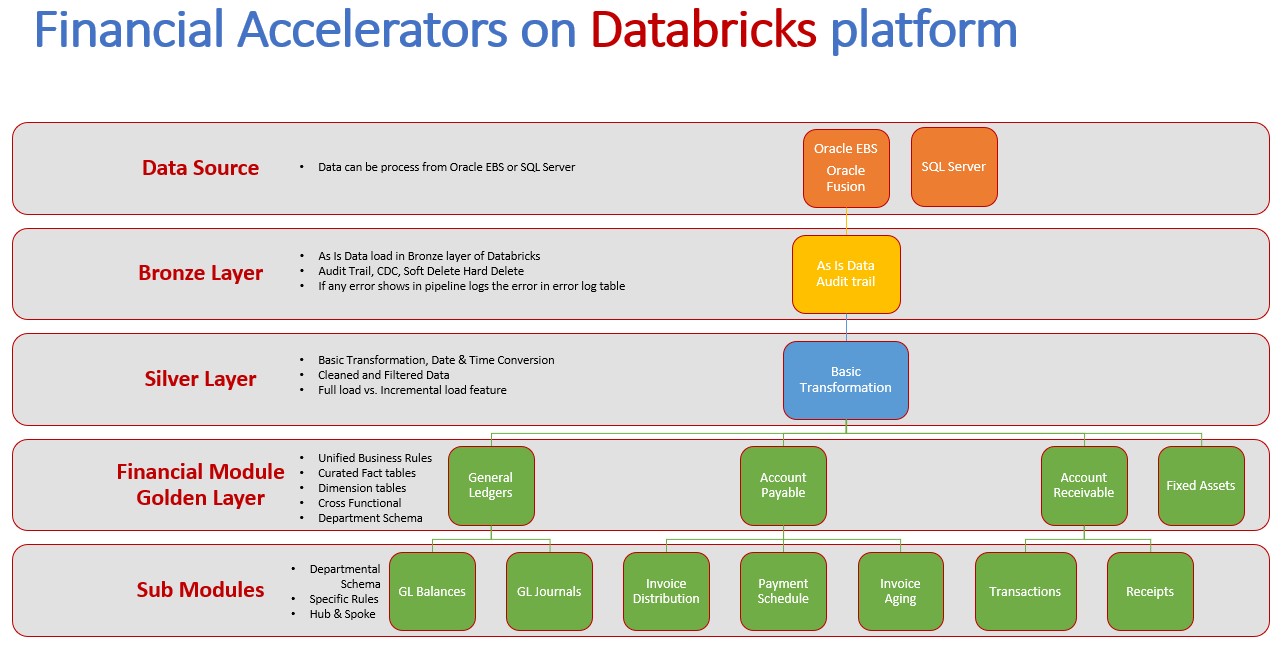 Financial Accelerators on Databricks platform
Data Source
• Data can be process from Oracle EBS or SQL Server
Oracle EBS
Oracle
Fusion
SQL Server
Bronze Layer
• As Is Data load in Bronze layer of Databricks
• Audit Trail, CDC, Soft Delete Hard Delete
• If any error shows in pipeline logs the error in error log table
As Is Data
Audit trail
Silver Layer
• Basic Transformation, Date & Time Conversion
• Cleaned and Filtered Data
• Full load vs. Incremental load feature
Basic
Transformation
Financial Module
Golden Layer
• Unified Business Rules
• Curated Fact tables
• Dimension tables
• Cross Functional
• Department Schema
General
Ledgers
Account
Payable
Account
Receivable
Fixed Assets
Sub Modules
• Departmental
Schema
• Specific Rules
• Hub & Spoke
GL Balances
GL Journals
Invoice
Distribution
Payment
Schedule
Invoice
Aging
Transactions
Receipts